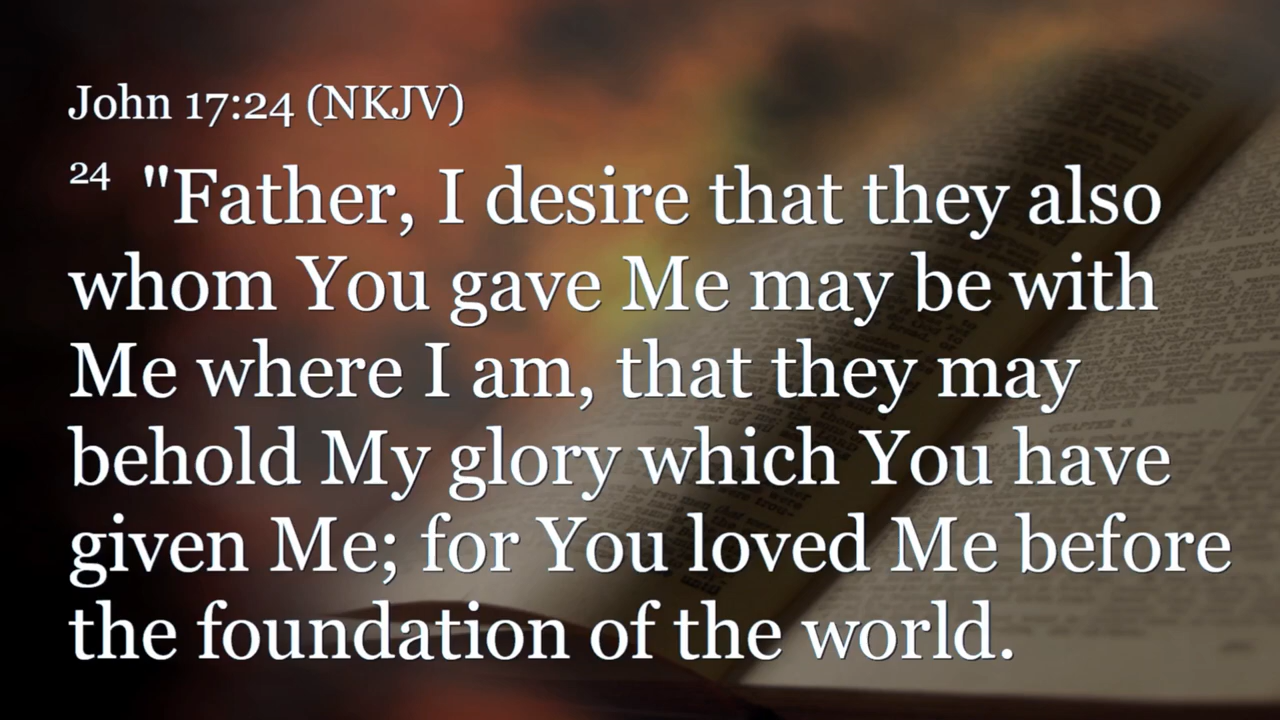 John 17:24 (NKJV)
24 "Father, I desire that they also
whom You gave Me may be with
Me where I am, that they may
behold My glory which You have
given Me; for You loved Me before
the foundation of the world.